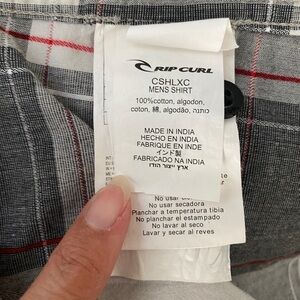 RIP CURL
CSHLXC
MENS SHIRT
100%cotton, algodon,
coton, 綿, algodão, כותנה
MADE IN INDIA
HECHO EN INDIA
FABRIQUE EN INDE
インド製
FABRICADO NA INDIA
ארץ ייצור הודו
No usar
No usar secadora
Planchar a temperatura tibia
No planchar el estampado
No lavar a seco
Lavar y secar al reves